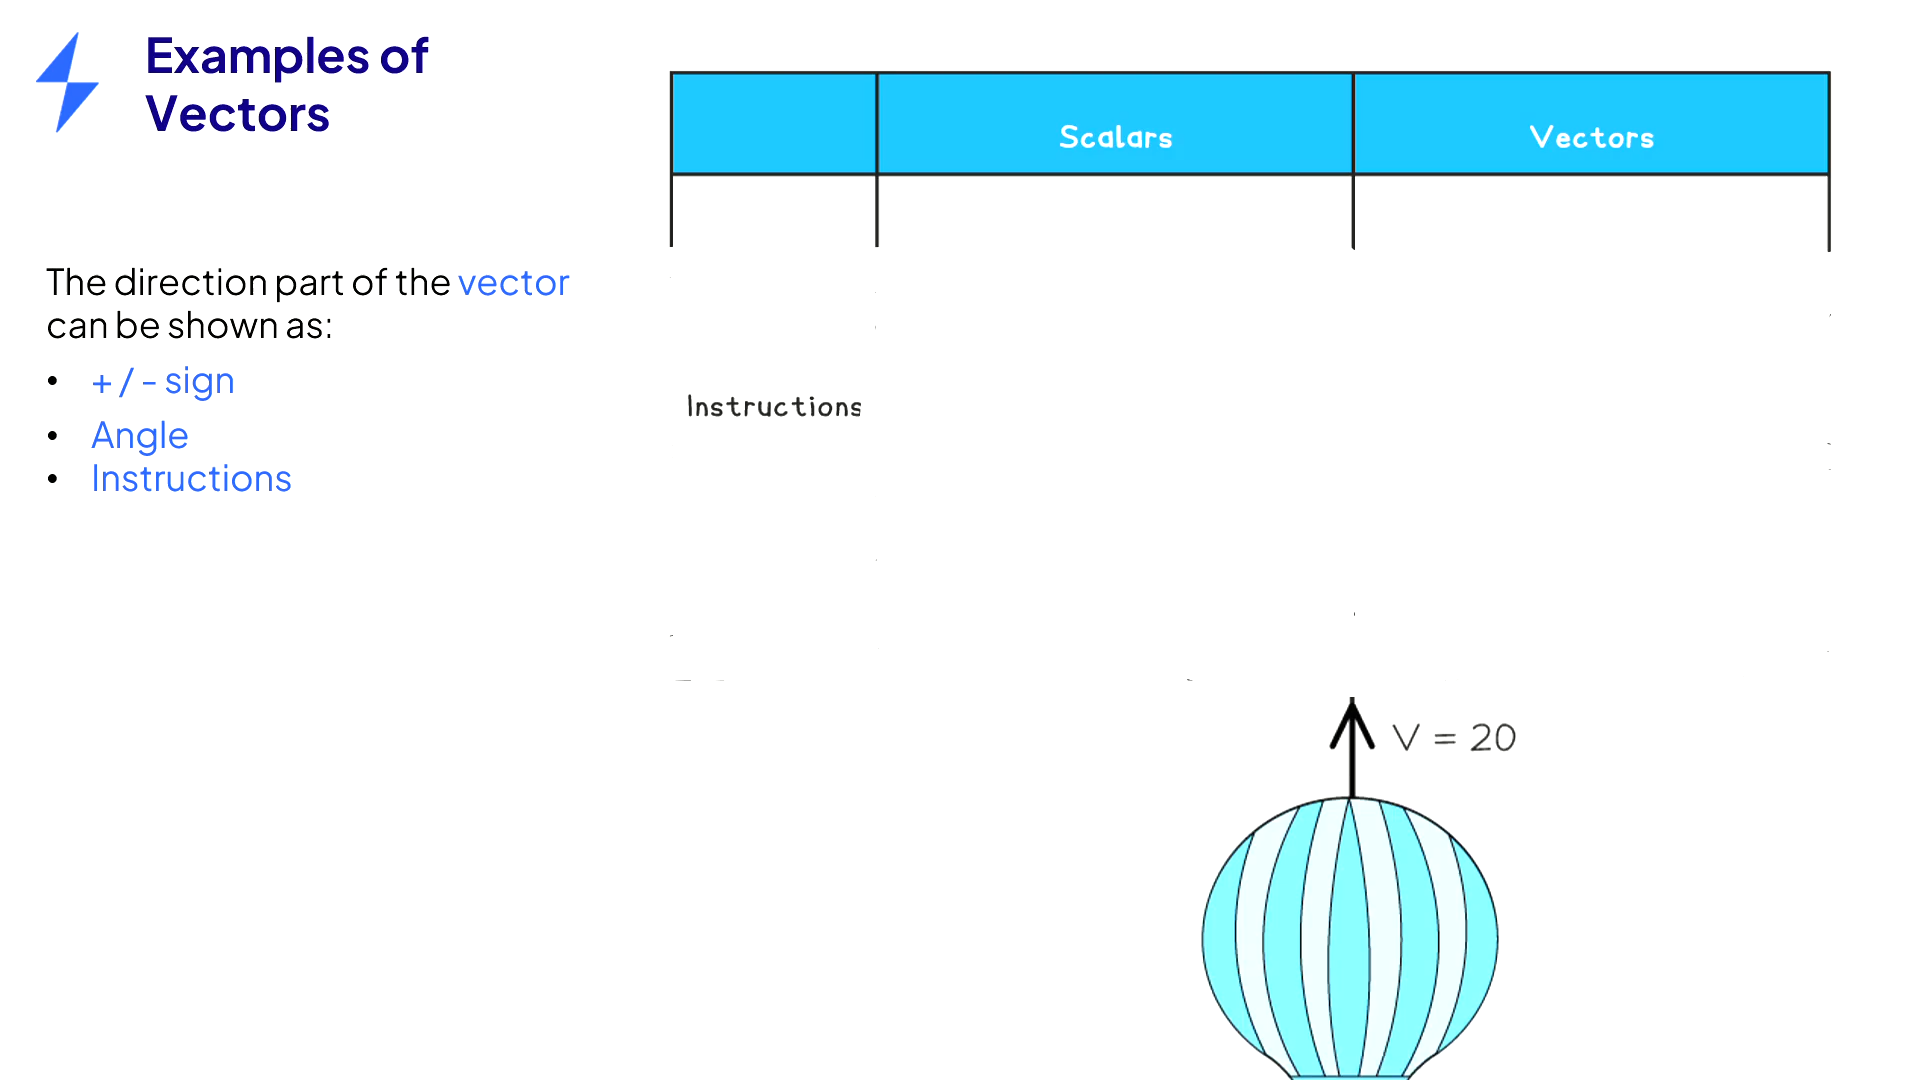 Examples of
Vectors
The direction part of the vector
can be shown as:
• + / - sign
• Angle
• Instructions
Scalars
Vectors
Instructions
V = 20